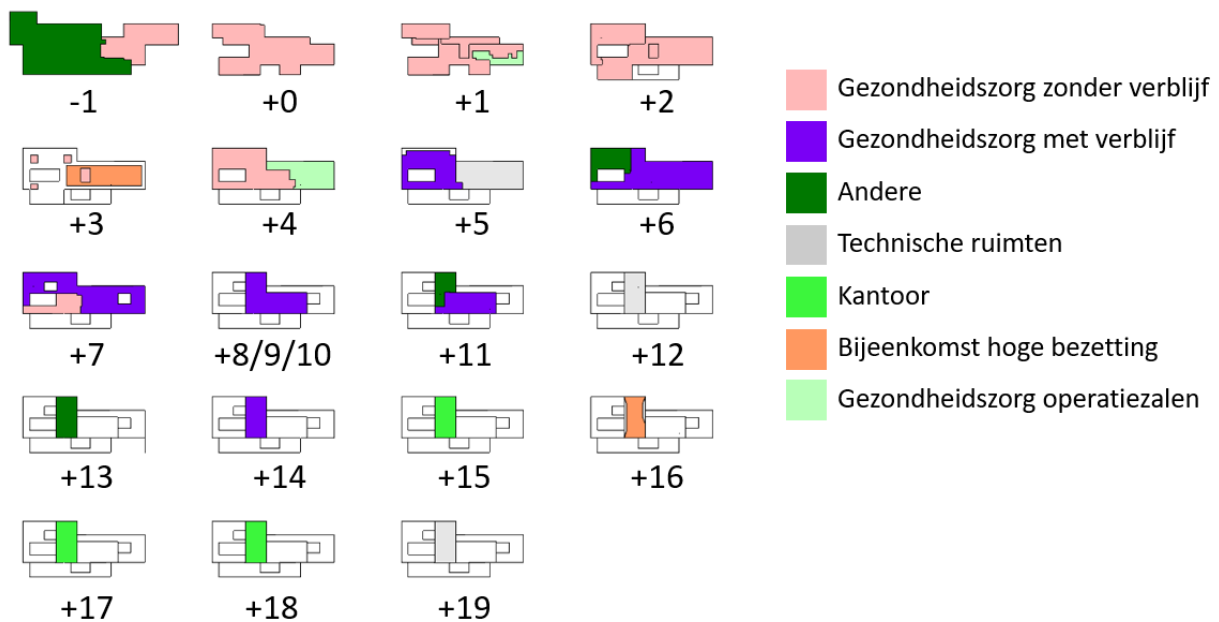 -1
+0
+1
+2
+3
+4
+5
+6
+7
+8/9/10
+11
+12
+13
+14
+15
+16
+17
+18
+19
Gezondheidszorg zonder verblijf
Gezondheidszorg met verblijf
Andere
Technische ruimten
Kantoor
Bijeenkomst hoge bezetting
Gezondheidszorg operatiezalen